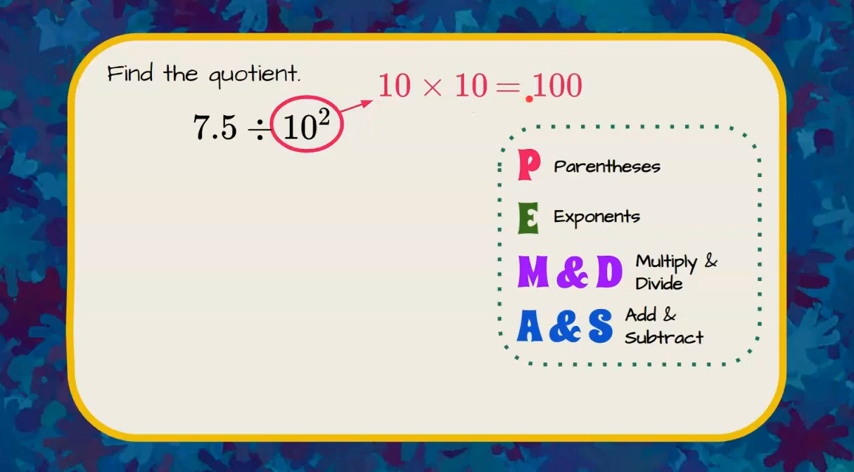 Find the quotient.
10 × 10 = 100
7.5 ÷ 10²
P Parentheses
E Exponents
M & D Multiply & Divide
A & S Add & Subtract